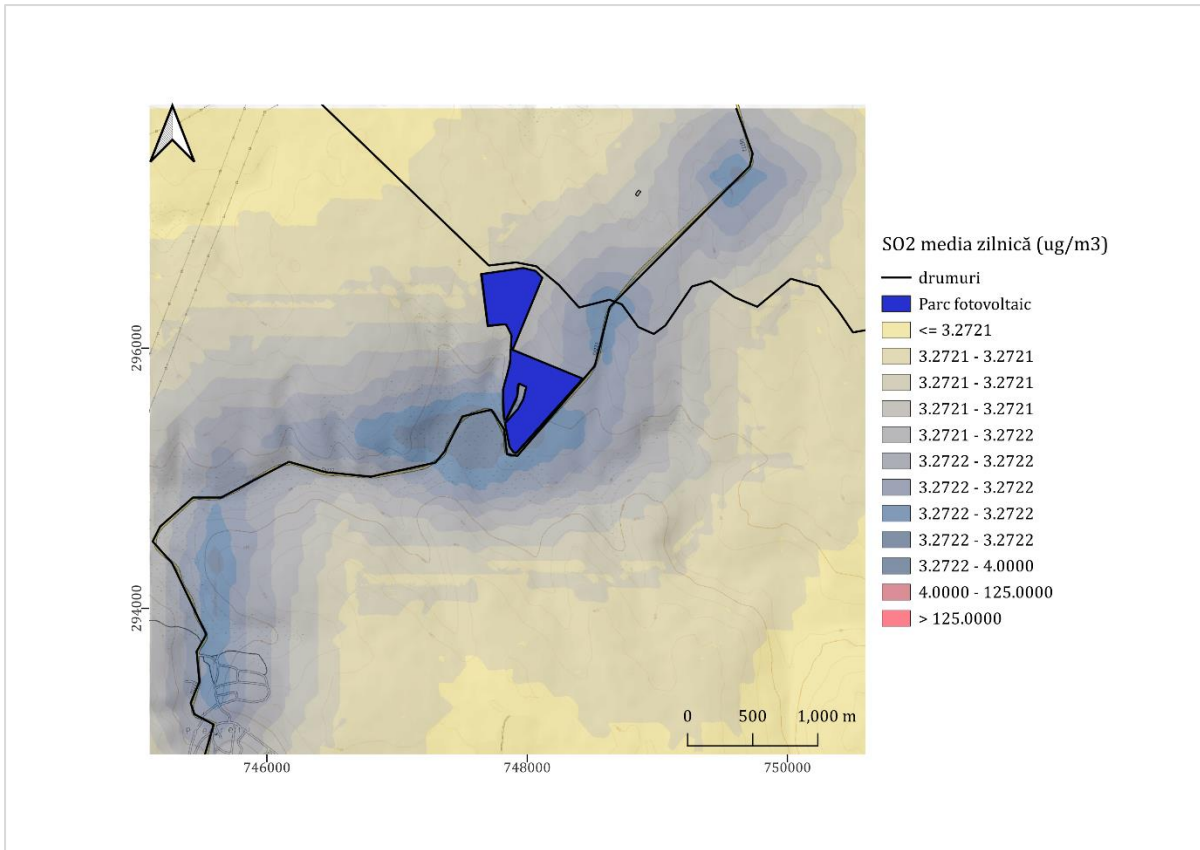 SO2 media zilnică (ug/m3)
drumuri
Parc fotovoltaic
<= 3.2721
3.2721 - 3.2721
3.2721 - 3.2721
3.2721 - 3.2721
3.2721 - 3.2722
3.2722 - 3.2722
3.2722 - 3.2722
3.2722 - 3.2722
3.2722 - 3.2722
3.2722 - 4.0000
4.0000 - 125.0000
> 125.0000
296000
294000
0 500 1,000 m
746000 748000 750000